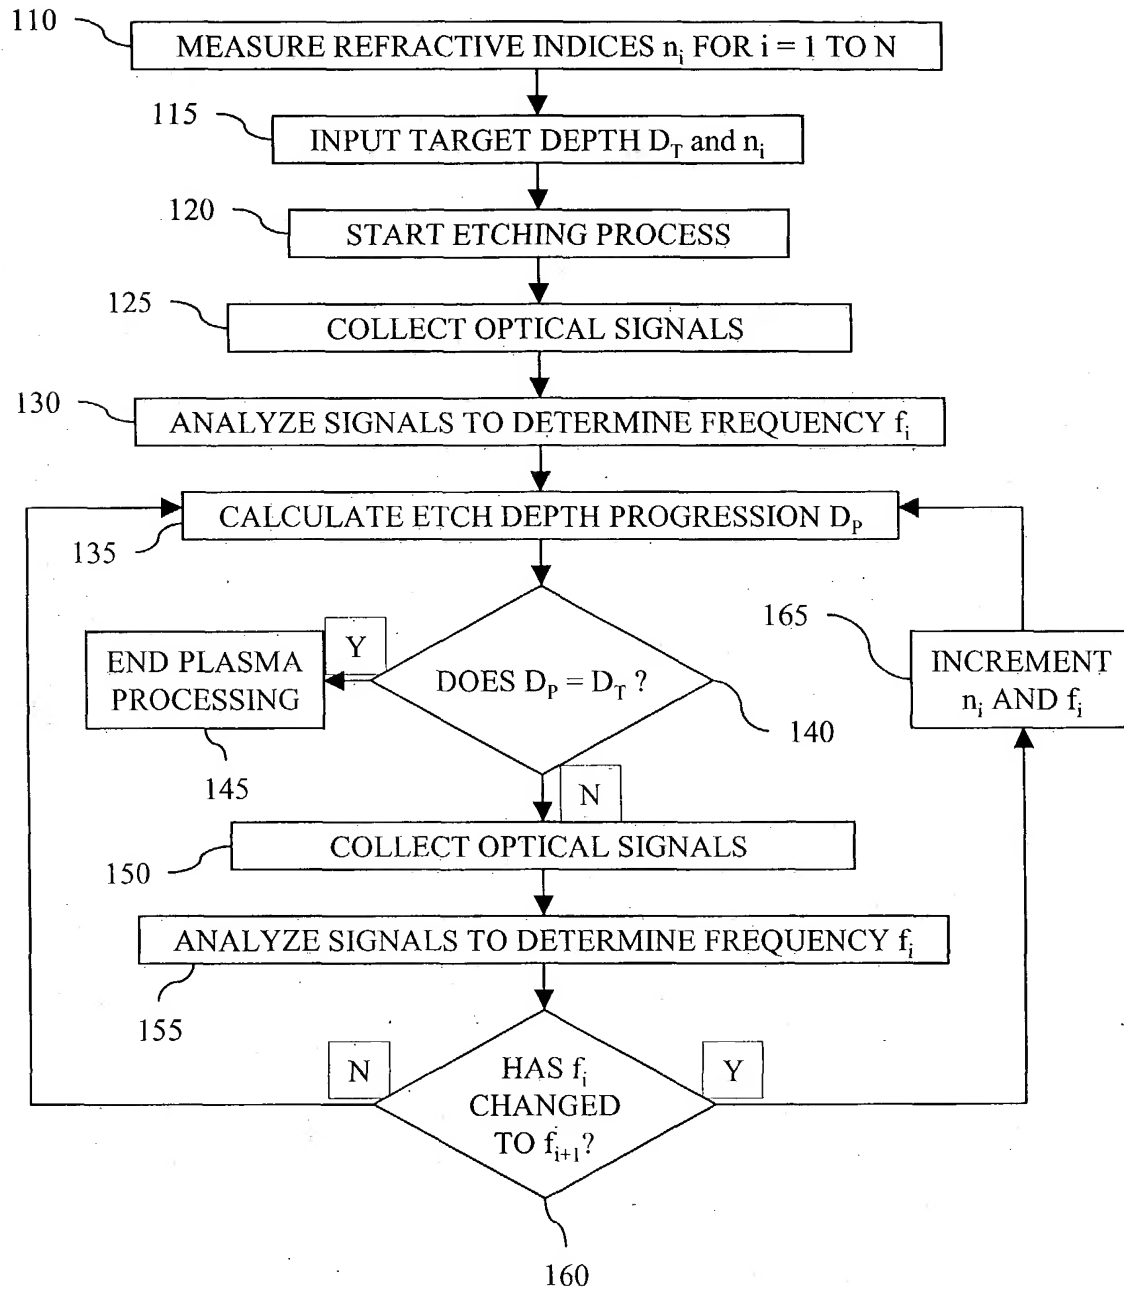 110
MEASURE REFRACTIVE INDICES nᵢ FOR i = 1 TO N
115
INPUT TARGET DEPTH D_T and nᵢ
120
START ETCHING PROCESS
125
COLLECT OPTICAL SIGNALS
130
ANALYZE SIGNALS TO DETERMINE FREQUENCY fᵢ
CALCULATE ETCH DEPTH PROGRESSION D_P
135
165
Y
END PLASMA
PROCESSING
DOES D_P = D_T ?
INCREMENT
nᵢ AND fᵢ
140
145
N
COLLECT OPTICAL SIGNALS
150
ANALYZE SIGNALS TO DETERMINE FREQUENCY fᵢ
155
N
HAS fᵢ
CHANGED
TO fᵢ₊₁?
Y
160